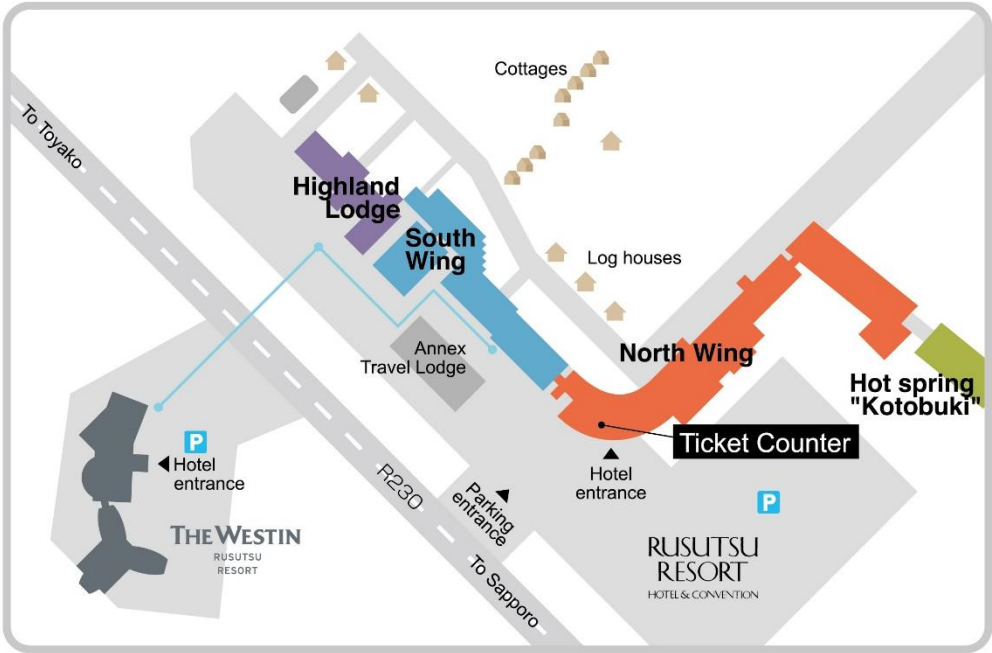 Cottages
To Toyako
Highland
Lodge
South
Wing
Log houses
Annex
Travel Lodge
North Wing
Hot spring
"Kotobuki"
Ticket Counter
P
Hotel
entrance
Hotel
entrance
R230
Parking
entrance
P
THE WESTIN
RUSUTSU
RESORT
RUSUTSU
RESORT
HOTEL & CONVENTION
To Sapporo